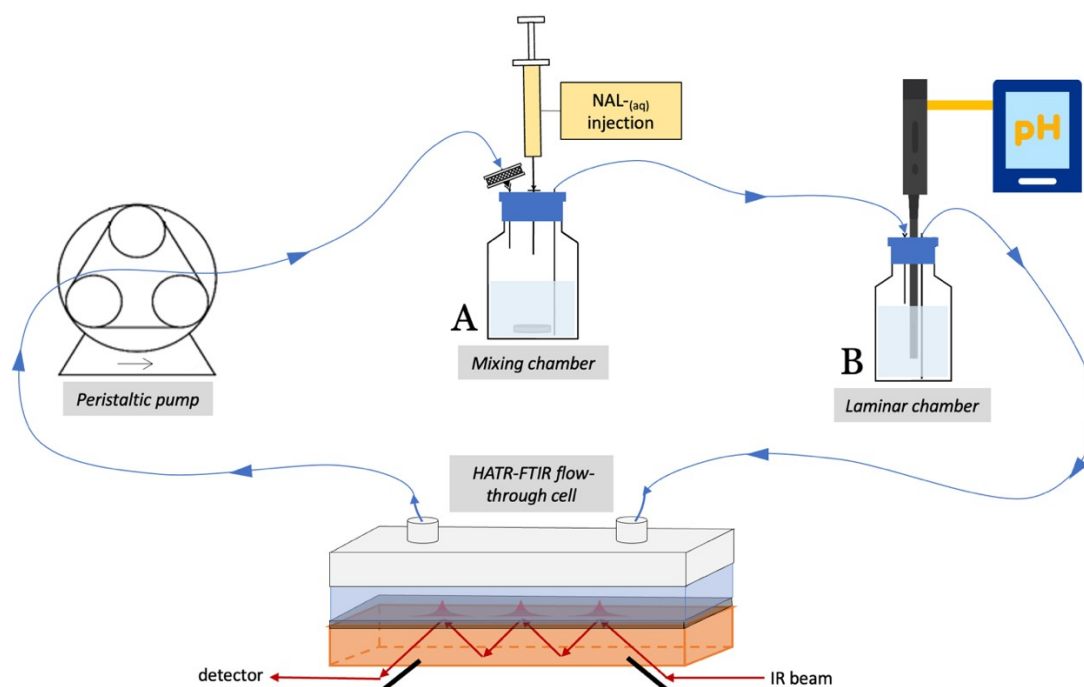 NAL-(aq)
injection
pH
A
Mixing chamber
B
Laminar chamber
Peristaltic pump
HATR-FTIR flow-
through cell
detector
IR beam